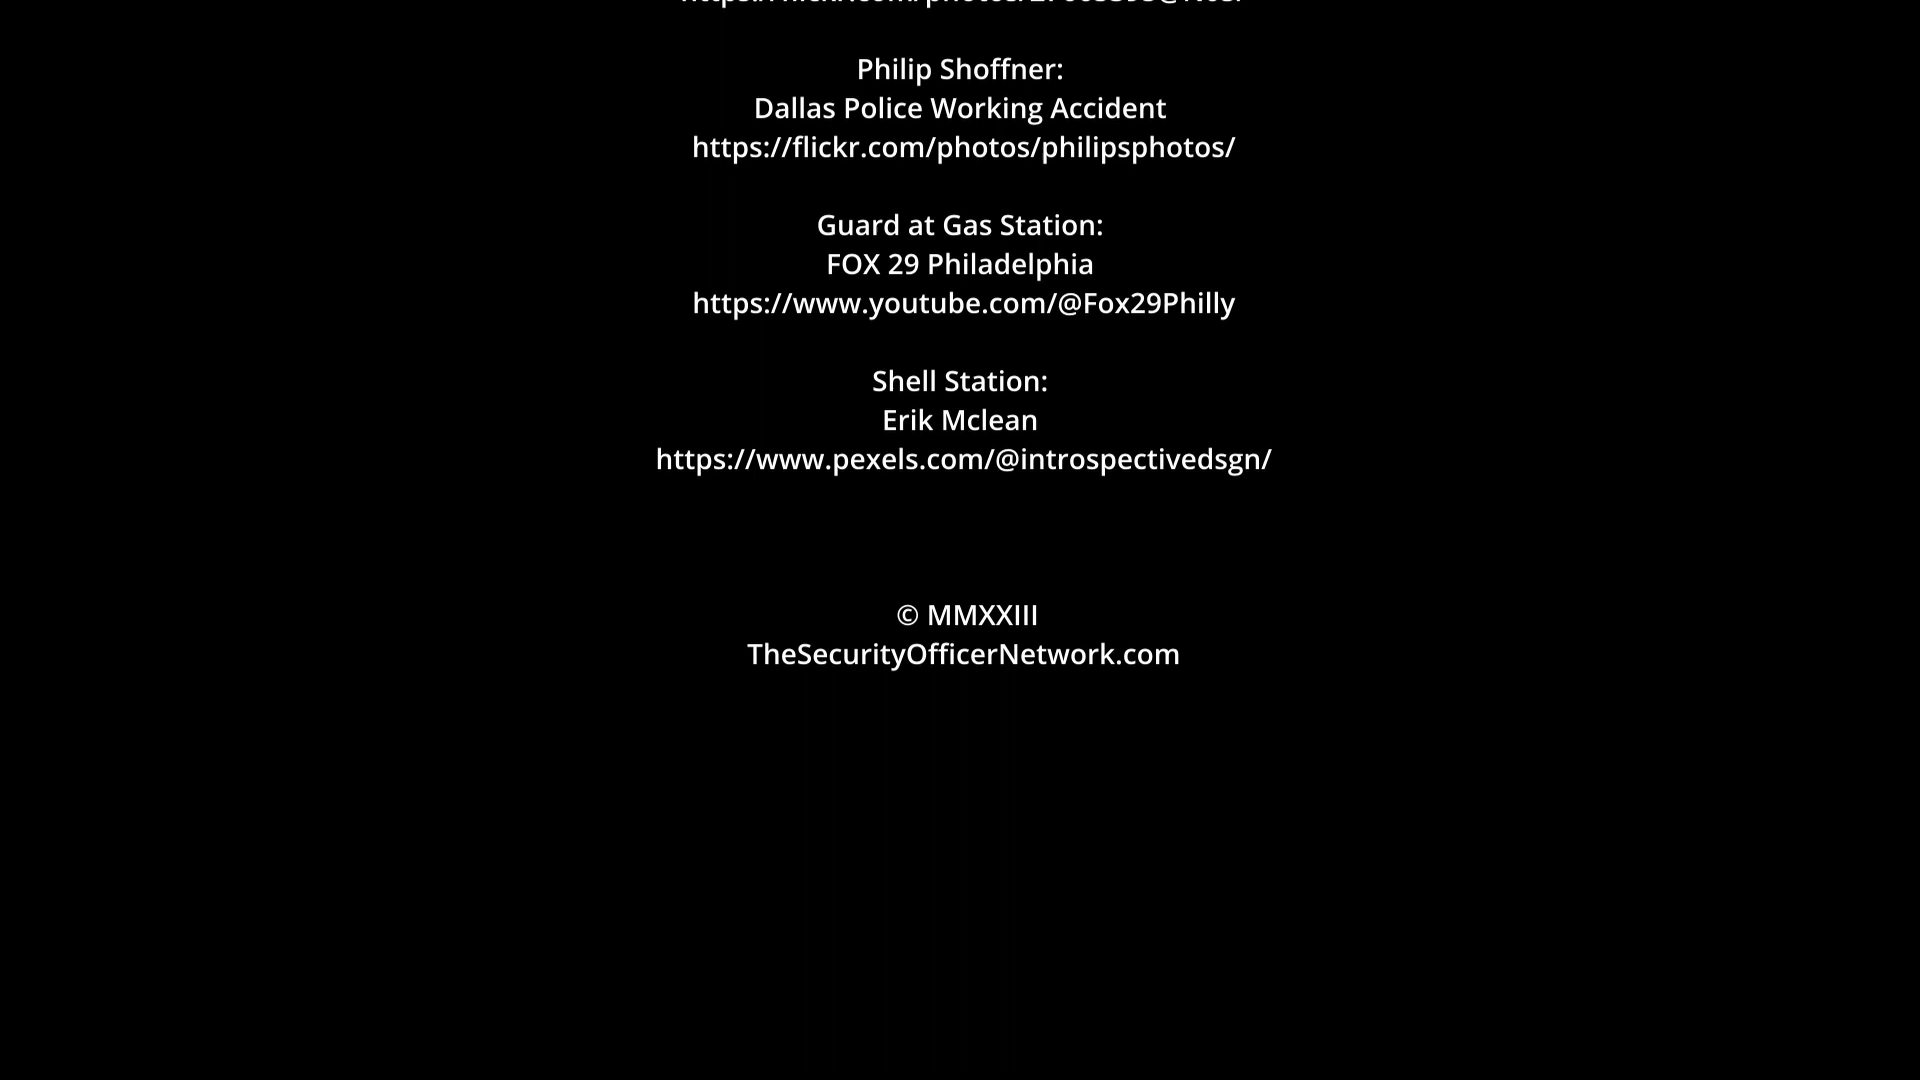 Philip Shoffner:
Dallas Police Working Accident
https://flickr.com/photos/philipsphotos/
Guard at Gas Station:
FOX 29 Philadelphia
https://www.youtube.com/@Fox29Philly
Shell Station:
Erik Mclean
https://www.pexels.com/@introspectivedsgn/
© MMXXIII
TheSecurityOfficerNetwork.com